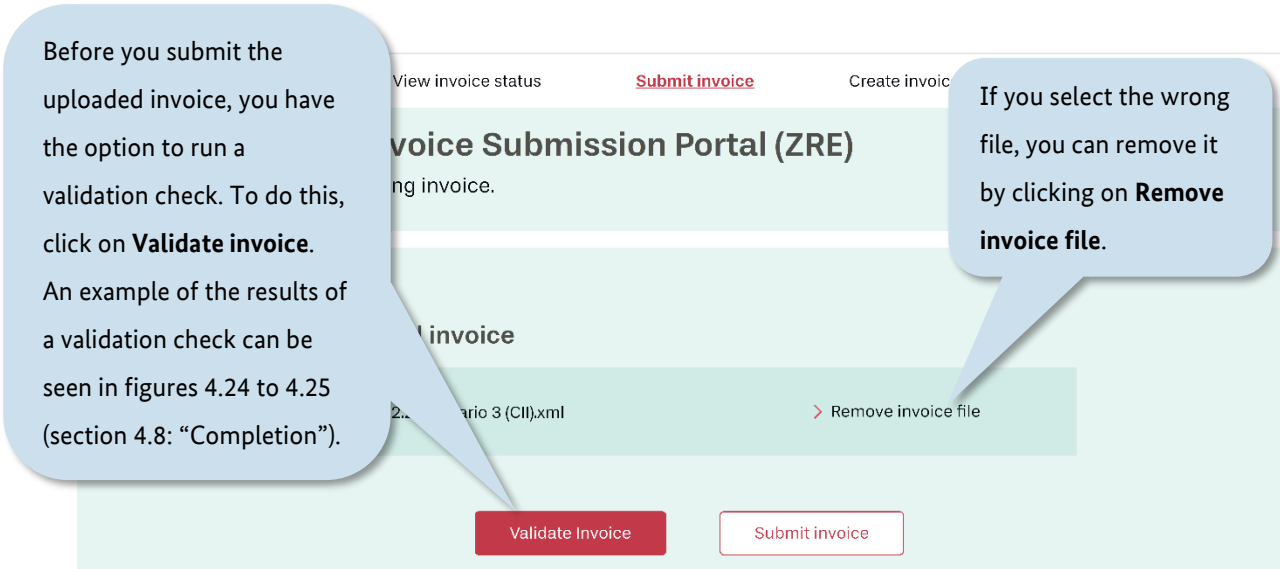 Before you submit the
uploaded invoice, you have
the option to run a
validation check. To do this,
click on Validate invoice.
An example of the results of
a validation check can be
seen in figures 4.24 to 4.25
(section 4.8: “Completion”).
View invoice status
Submit invoice
Create
If you select the wrong
file, you can remove it
by clicking on Remove
invoice file.
Submission Portal (ZRE)
invoice.
invoice
3 (CII).xml
Remove invoice file
Validate Invoice
Submit invoice